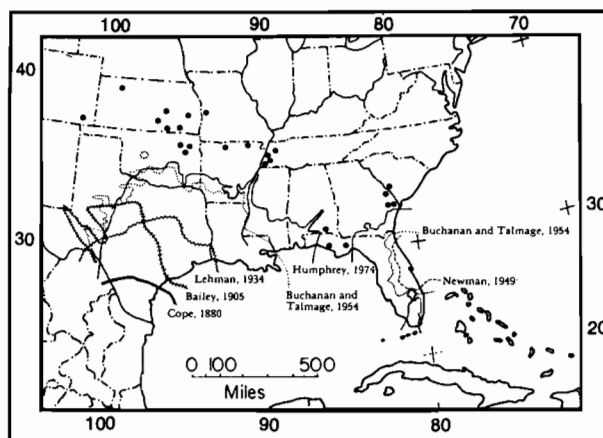 100 90 80 70
40
30
30
20
Buchanan and Talmage, 1954
Lehman, 1934
Humphrey, 1974
Newman, 1949
Bailey, 1905
Buchanan and
Talmage, 1954
Cope, 1880
0 100 500
Miles
100 90 80